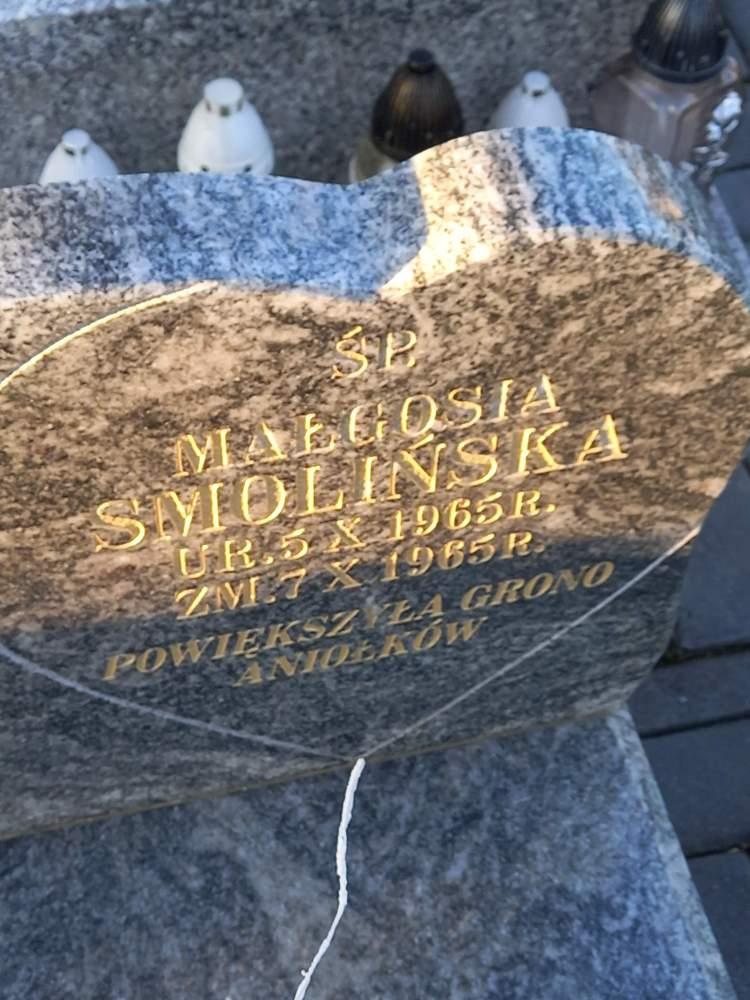 ŚP.
MAŁGOSIA
SMOLIŃSKA
UR.5 X 1965R.
ZM.7 X 1965R.
POWIĘKSZYŁA GRONO
ANIOŁKÓW